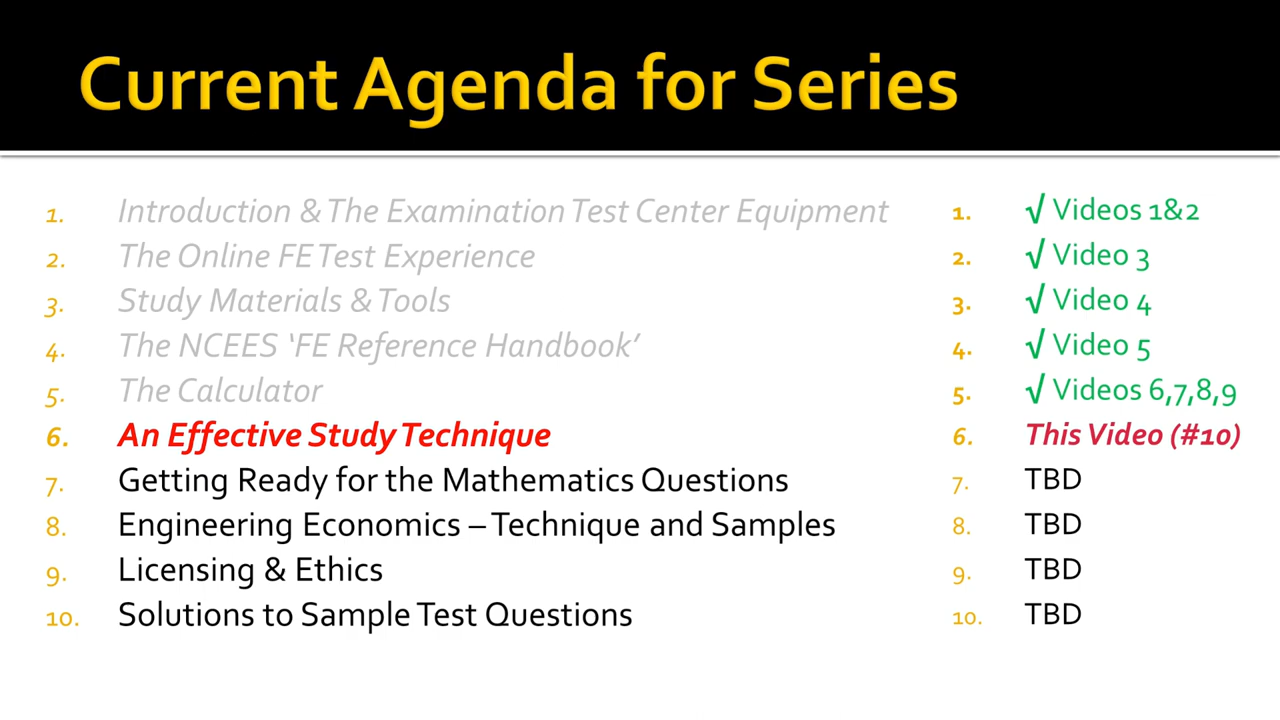 Current Agenda for Series
1. Introduction & The Examination Test Center Equipment 1. √ Videos 1&2
2. The Online FE Test Experience 2. √ Video 3
3. Study Materials & Tools 3. √ Video 4
4. The NCEES ‘FE Reference Handbook’ 4. √ Video 5
5. The Calculator 5. √ Videos 6,7,8,9
6. An Effective Study Technique 6. This Video (#10)
7. Getting Ready for the Mathematics Questions 7. TBD
8. Engineering Economics – Technique and Samples 8. TBD
9. Licensing & Ethics 9. TBD
10. Solutions to Sample Test Questions 10. TBD